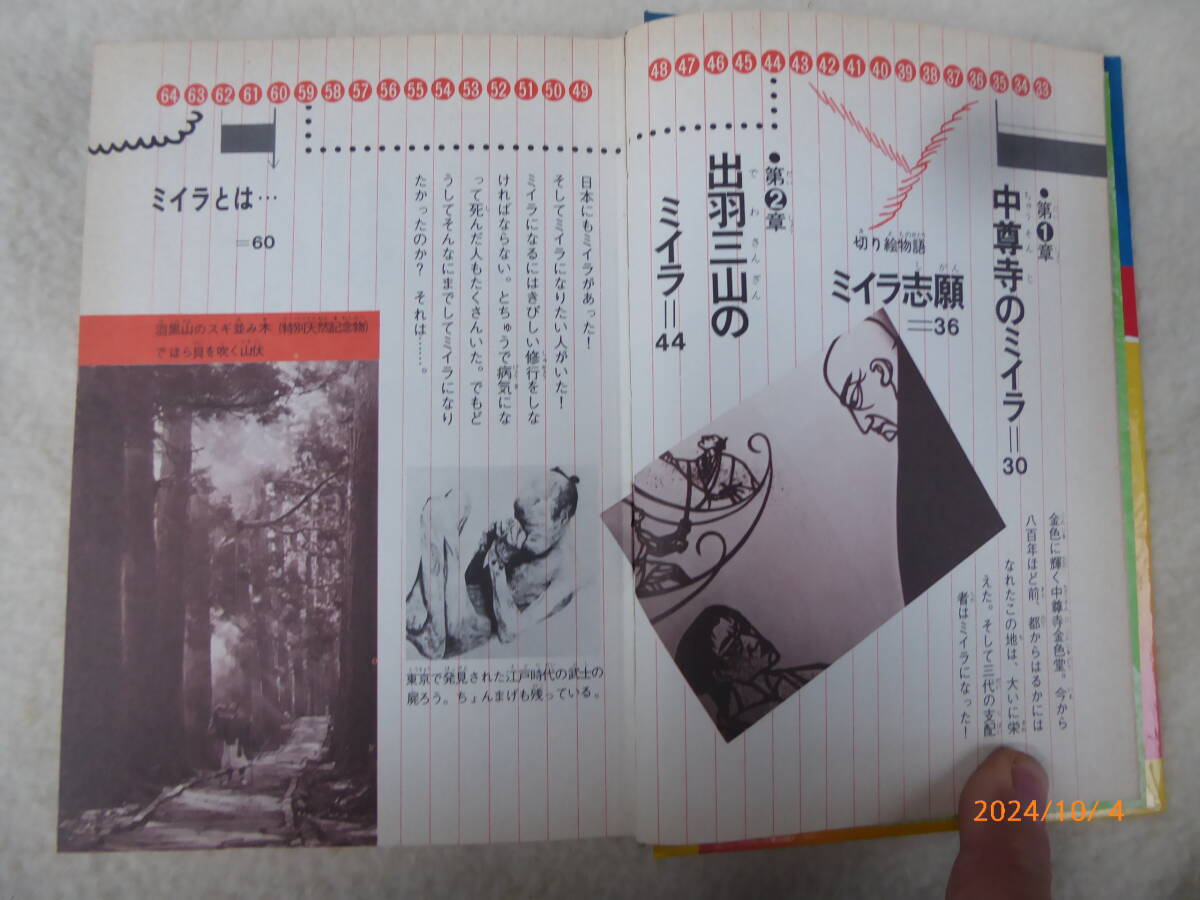 33 34 35 36 37 38 39 40 41 42 43 44 45 46 47 48
●第1章
中尊寺のミイラ=30
金色に輝く中尊寺金色堂。今から
八百年ほど前、都からはるかには
なれたこの地は、大いに栄
えた。そして三代の支配
者はミイラになった！
切り絵物語
ミイラ志願
=36
●第2章
出羽三山の
ミイラ=44
49 50 51 52 53 54 55 56 57 58 59 60 61 62 63 64
日本にもミイラがあった！
そしてミイラになりたい人がいた！
ミイラになるにはきびしい修行をしな
ければならない。とちゅうで病気にな
って死んだ人もたくさんいた。でもど
うしてそんなにまでしてミイラになり
たかったのか？ それは……。
東京で発見された江戸時代の武士の
屍ろう。ちょんまげも残っている。
ミイラとは…
=60
羽黒山のスギ並み木（特別天然記念物）
でほら貝を吹く山伏
2024/10/ 4